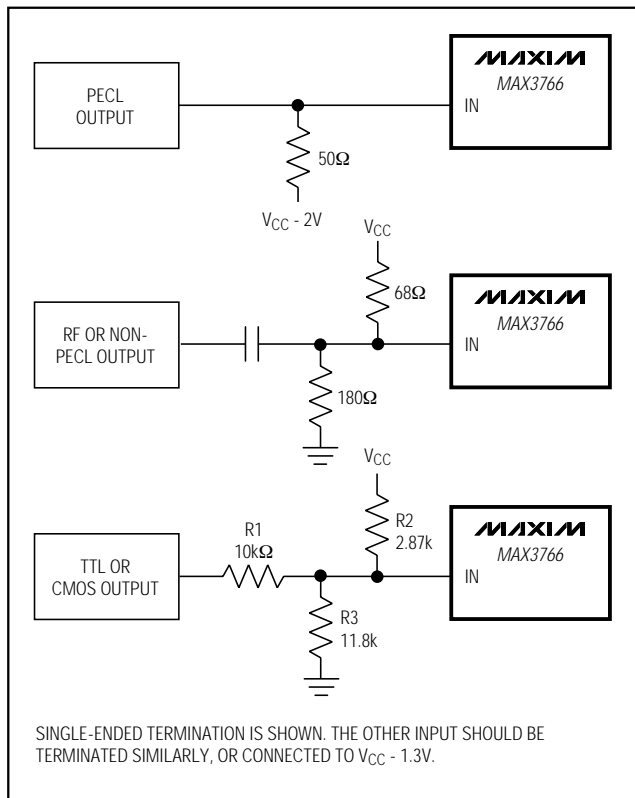 PECL
OUTPUT
MAXIM
MAX3766
IN
50Ω
VCC - 2V
VCC
68Ω
RF OR NON-
PECL OUTPUT
MAXIM
MAX3766
IN
180Ω
VCC
R1
10kΩ
R2
2.87k
TTL OR
CMOS OUTPUT
MAXIM
MAX3766
IN
R3
11.8k
SINGLE-ENDED TERMINATION IS SHOWN. THE OTHER INPUT SHOULD BE
TERMINATED SIMILARLY, OR CONNECTED TO VCC - 1.3V.